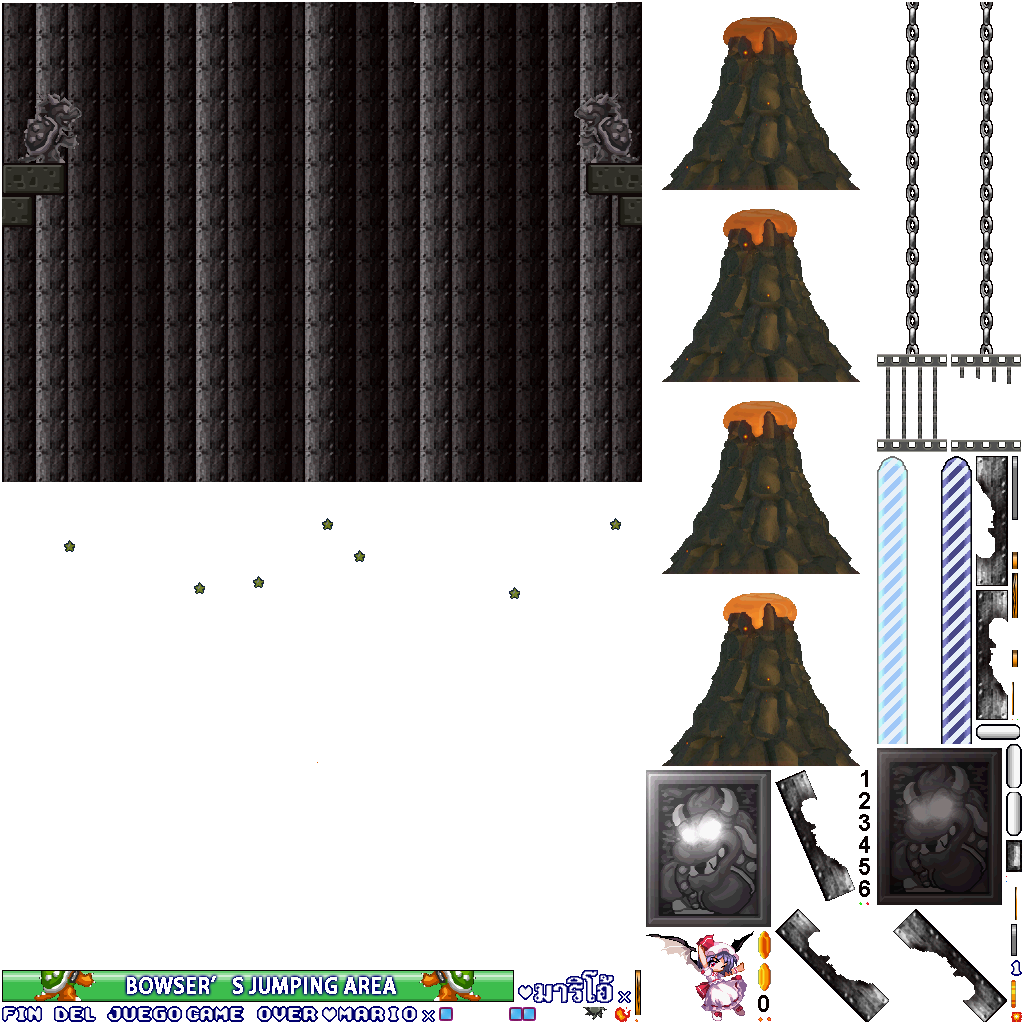 1
2
3
4
5
6
0
1
BOWSER’S JUMPING AREA
♥มาริโอ้ ×
FIN DEL JUEGO GAME OVER ♥MARIO ×